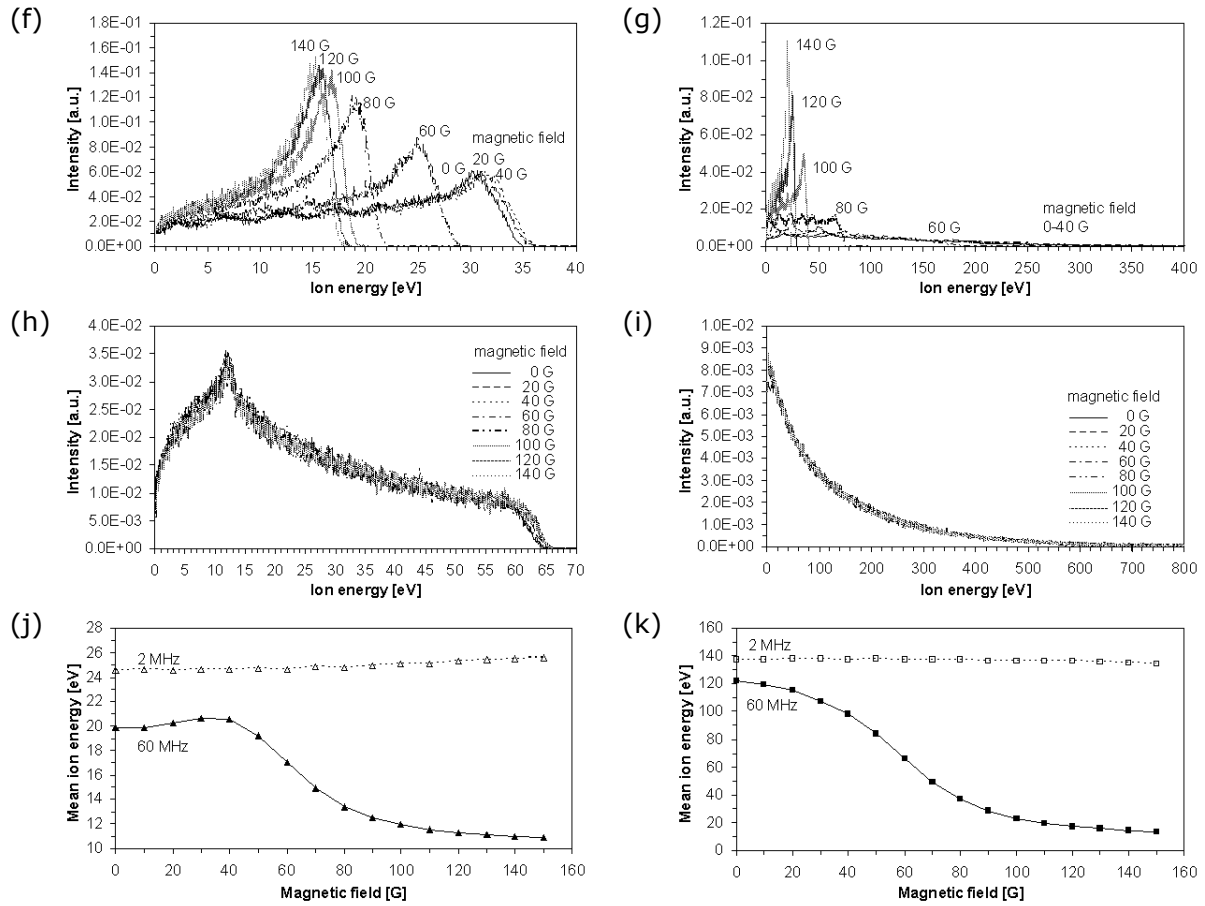 (f)
Intensity [a.u.]
1.8E-01
1.6E-01
1.4E-01
1.2E-01
1.0E-01
8.0E-02
6.0E-02
4.0E-02
2.0E-02
0.0E+00
140 G
120 G
100 G
80 G
60 G
magnetic field
0 G
20 G
40 G
0 5 10 15 20 25 30 35 40
Ion energy [eV]
(g)
Intensity [a.u.]
1.2E-01
1.0E-01
8.0E-02
6.0E-02
4.0E-02
2.0E-02
0.0E+00
140 G
120 G
100 G
80 G
60 G
magnetic field
0-40 G
0 50 100 150 200 250 300 350 400
Ion energy [eV]
(h)
Intensity [a.u.]
4.0E-02
3.5E-02
3.0E-02
2.5E-02
2.0E-02
1.5E-02
1.0E-02
5.0E-03
0.0E+00
magnetic field
0 G
20 G
40 G
60 G
80 G
100 G
120 G
140 G
0 5 10 15 20 25 30 35 40 45 50 55 60 65 70
Ion energy [eV]
(i)
Intensity [a.u.]
1.0E-02
9.0E-03
8.0E-03
7.0E-03
6.0E-03
5.0E-03
4.0E-03
3.0E-03
2.0E-03
1.0E-03
0.0E+00
magnetic field
0 G
20 G
40 G
60 G
80 G
100 G
120 G
140 G
0 100 200 300 400 500 600 700 800
Ion energy [eV]
(j)
Mean ion energy [eV]
28
26
24
22
20
18
16
14
12
10
2 MHz
60 MHz
0 20 40 60 80 100 120 140 160
Magnetic field [G]
(k)
Mean ion energy [eV]
160
140
120
100
80
60
40
20
0
2 MHz
60 MHz
0 20 40 60 80 100 120 140 160
Magnetic field [G]